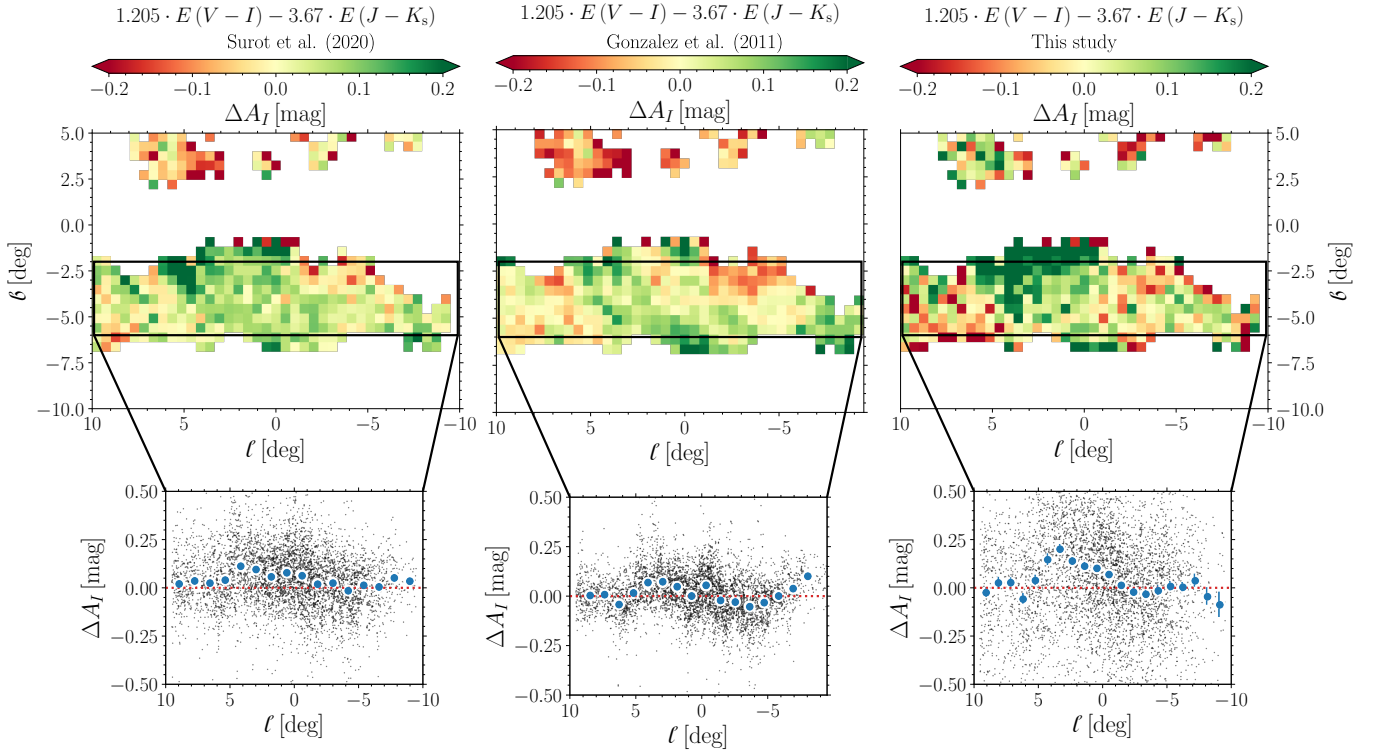 1.205 · E (V − I) − 3.67 · E (J − Kₛ)
Surot et al. (2020)
−0.2 −0.1 0.0 0.1 0.2
ΔA_I [mag]
5.0
2.5
0.0
−2.5
−5.0
−7.5
−10.0
b [deg]
10 5 0 −5 −10
ℓ [deg]
0.50
0.25
0.00
−0.25
−0.50
ΔA_I [mag]
10 5 0 −5 −10
ℓ [deg]
1.205 · E (V − I) − 3.67 · E (J − Kₛ)
Gonzalez et al. (2011)
−0.2 −0.1 0.0 0.1 0.2
ΔA_I [mag]
10 5 0 −5
ℓ [deg]
0.50
0.25
0.00
−0.25
−0.50
ΔA_I [mag]
10 5 0 −5
ℓ [deg]
1.205 · E (V − I) − 3.67 · E (J − Kₛ)
This study
−0.2 −0.1 0.0 0.1 0.2
ΔA_I [mag]
5.0
2.5
0.0
−2.5
−5.0
−7.5
−10.0
b [deg]
10 5 0 −5 −10
ℓ [deg]
0.50
0.25
0.00
−0.25
−0.50
ΔA_I [mag]
10 5 0 −5 −10
ℓ [deg]